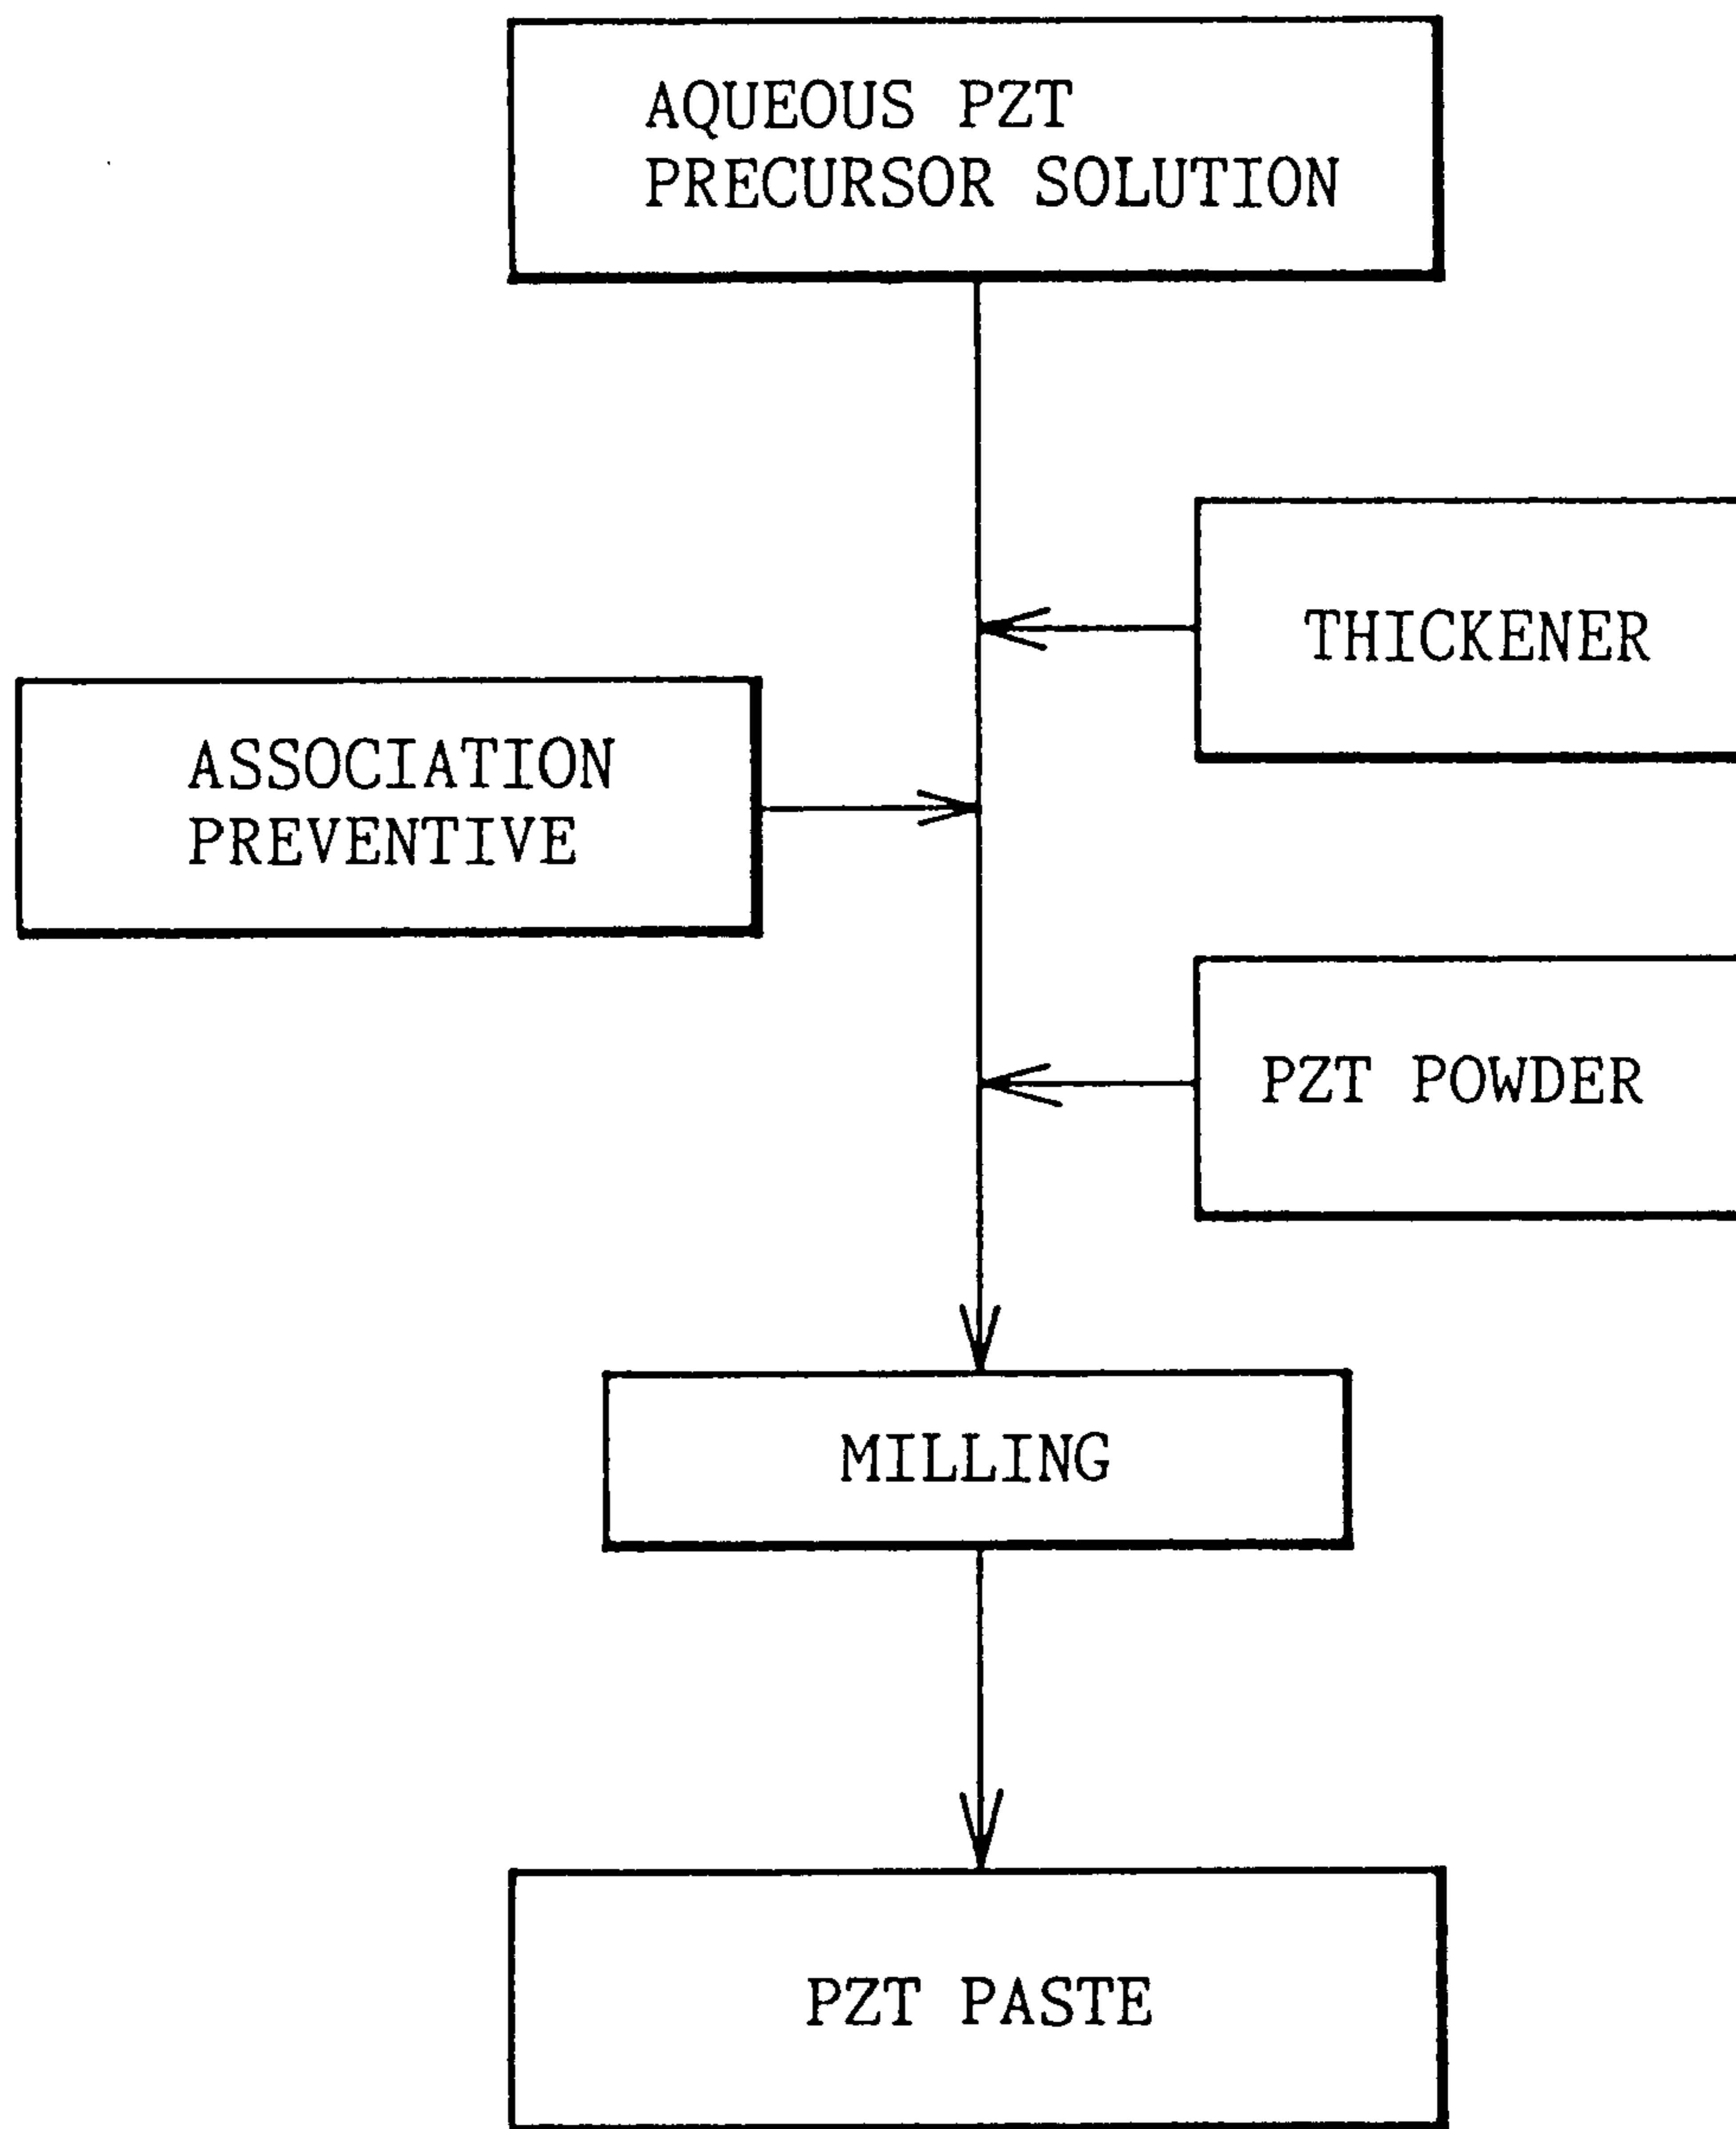 AQUEOUS PZT
PRECURSOR SOLUTION
THICKENER
ASSOCIATION
PREVENTIVE
PZT POWDER
MILLING
PZT PASTE